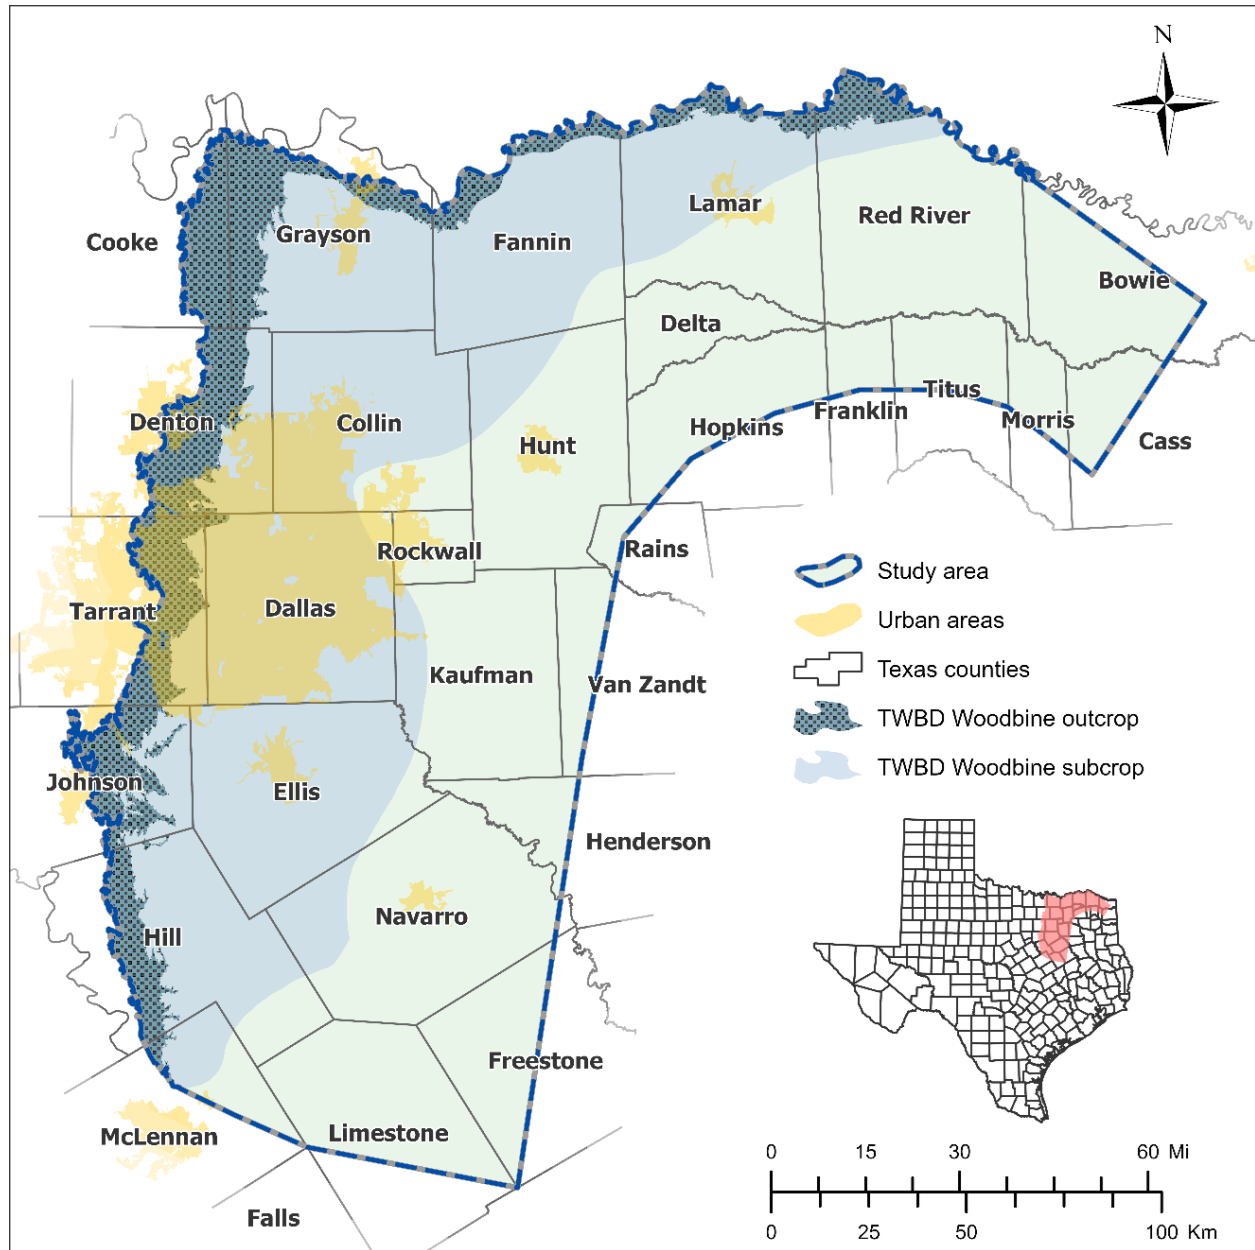 N
Cooke
Grayson
Fannin
Lamar
Red River
Bowie
Delta
Denton
Collin
Hunt
Hopkins
Franklin
Titus
Morris
Cass
Rockwall
Rains
Tarrant
Dallas
Kaufman
Van Zandt
Johnson
Ellis
Henderson
Hill
Navarro
Freestone
McLennan
Limestone
Falls
Study area
Urban areas
Texas counties
TWBD Woodbine outcrop
TWBD Woodbine subcrop
0 15 30 60 Mi
0 25 50 100 Km